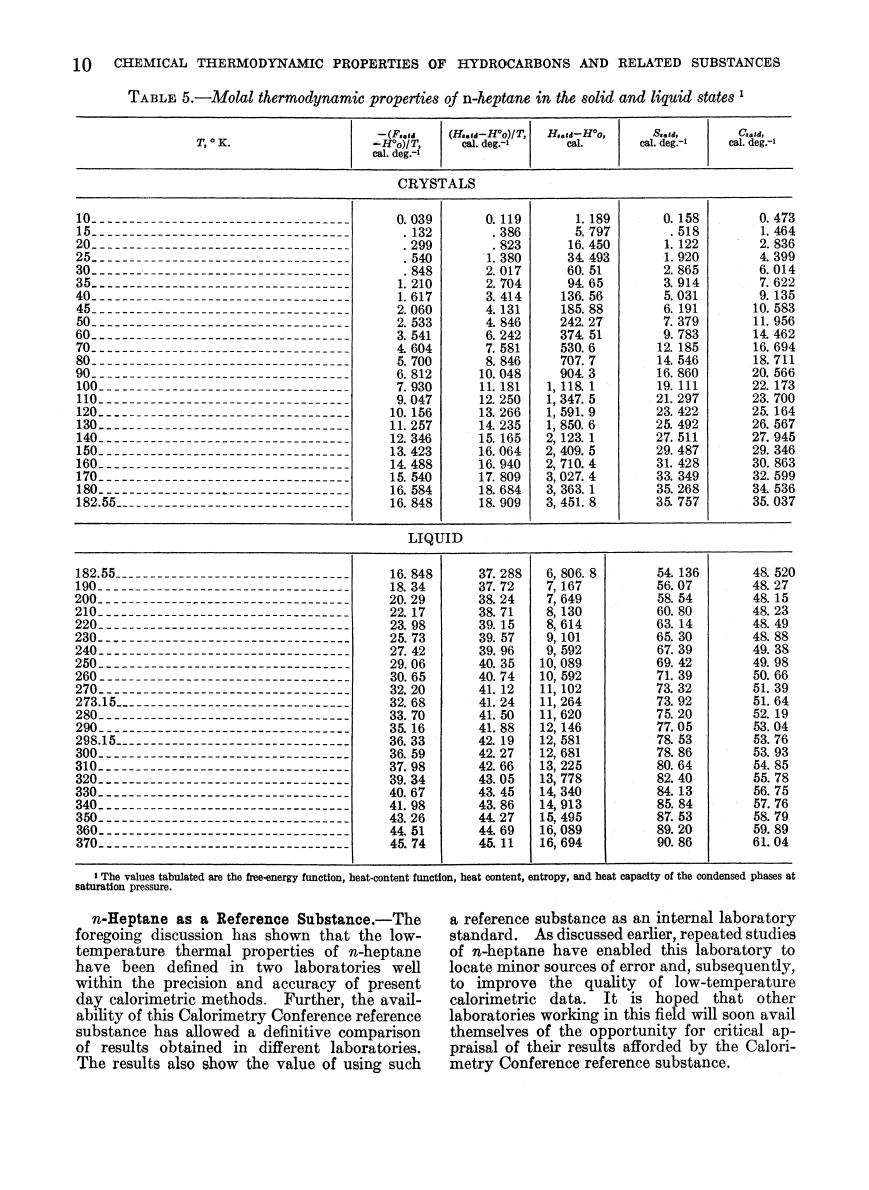 10 CHEMICAL THERMODYNAMIC PROPERTIES OF HYDROCARBONS AND RELATED SUBSTANCES
TABLE 5.—Molal thermodynamic properties of n-heptane in the solid and liquid states 1
T, ° K. | −(Fsatd −H°0)/T, cal. deg.-1 | (Hsatd−H°0)/T, cal. deg.-1 | Hsatd−H°0, cal. | Ssatd, cal. deg.-1 | Csatd, cal. deg.-1
CRYSTALS
10 | 0.039 | 0.119 | 1.189 | 0.158 | 0.473
15 | .132 | .386 | 5.797 | .518 | 1.464
20 | .299 | .823 | 16.450 | 1.122 | 2.836
25 | .540 | 1.380 | 34.493 | 1.920 | 4.399
30 | .848 | 2.017 | 60.51 | 2.865 | 6.014
35 | 1.210 | 2.704 | 94.65 | 3.914 | 7.622
40 | 1.617 | 3.414 | 136.56 | 5.031 | 9.135
45 | 2.060 | 4.131 | 185.88 | 6.191 | 10.583
50 | 2.533 | 4.846 | 242.27 | 7.379 | 11.956
60 | 3.541 | 6.242 | 374.51 | 9.783 | 14.462
70 | 4.604 | 7.581 | 530.6 | 12.185 | 16.694
80 | 5.700 | 8.846 | 707.7 | 14.546 | 18.711
90 | 6.812 | 10.048 | 904.3 | 16.860 | 20.566
100 | 7.930 | 11.181 | 1,118.1 | 19.111 | 22.173
110 | 9.047 | 12.250 | 1,347.5 | 21.297 | 23.700
120 | 10.156 | 13.266 | 1,591.9 | 23.422 | 25.164
130 | 11.257 | 14.235 | 1,850.6 | 25.492 | 26.567
140 | 12.346 | 15.165 | 2,123.1 | 27.511 | 27.945
150 | 13.423 | 16.064 | 2,409.5 | 29.487 | 29.346
160 | 14.488 | 16.940 | 2,710.4 | 31.428 | 30.863
170 | 15.540 | 17.809 | 3,027.4 | 33.349 | 32.599
180 | 16.584 | 18.684 | 3,363.1 | 35.268 | 34.536
182.55 | 16.848 | 18.909 | 3,451.8 | 35.757 | 35.037
LIQUID
182.55 | 16.848 | 37.288 | 6,806.8 | 54.136 | 48.520
190 | 18.34 | 37.72 | 7,167 | 56.07 | 48.27
200 | 20.29 | 38.24 | 7,649 | 58.54 | 48.15
210 | 22.17 | 38.71 | 8,130 | 60.80 | 48.23
220 | 23.98 | 39.15 | 8,614 | 63.14 | 48.49
230 | 25.73 | 39.57 | 9,101 | 65.30 | 48.88
240 | 27.42 | 39.96 | 9,592 | 67.39 | 49.38
250 | 29.06 | 40.35 | 10,089 | 69.42 | 49.98
260 | 30.65 | 40.74 | 10,592 | 71.39 | 50.66
270 | 32.20 | 41.12 | 11,102 | 73.32 | 51.39
273.15 | 32.68 | 41.24 | 11,264 | 73.92 | 51.64
280 | 33.70 | 41.50 | 11,620 | 75.20 | 52.19
290 | 35.16 | 41.88 | 12,146 | 77.05 | 53.04
298.15 | 36.33 | 42.19 | 12,581 | 78.53 | 53.76
300 | 36.59 | 42.27 | 12,681 | 78.86 | 53.93
310 | 37.98 | 42.66 | 13,225 | 80.64 | 54.85
320 | 39.34 | 43.05 | 13,778 | 82.40 | 55.78
330 | 40.67 | 43.45 | 14,340 | 84.13 | 56.75
340 | 41.98 | 43.86 | 14,913 | 85.84 | 57.76
350 | 43.26 | 44.27 | 15,495 | 87.53 | 58.79
360 | 44.51 | 44.69 | 16,089 | 89.20 | 59.89
370 | 45.74 | 45.11 | 16,694 | 90.86 | 61.04
1 The values tabulated are the free-energy function, heat-content function, heat content, entropy, and heat capacity of the condensed phases at
saturation pressure.
n-Heptane as a Reference Substance.—The
foregoing discussion has shown that the low-
temperature thermal properties of n-heptane
have been defined in two laboratories well
within the precision and accuracy of present
day calorimetric methods. Further, the avail-
ability of this Calorimetry Conference reference
substance has allowed a definitive comparison
of results obtained in different laboratories.
The results also show the value of using such
a reference substance as an internal laboratory
standard. As discussed earlier, repeated studies
of n-heptane have enabled this laboratory to
locate minor sources of error and, subsequently,
to improve the quality of low-temperature
calorimetric data. It is hoped that other
laboratories working in this field will soon avail
themselves of the opportunity for critical ap-
praisal of their results afforded by the Calori-
metry Conference reference substance.